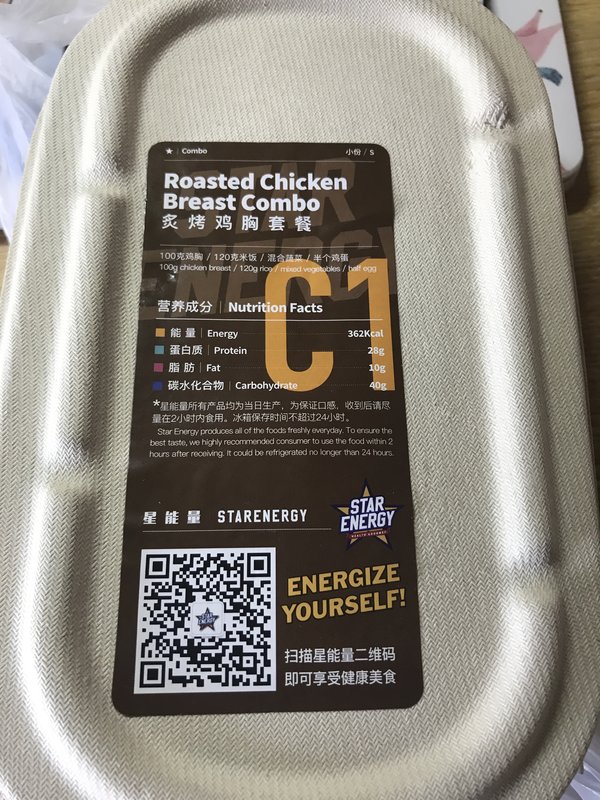 ★ | Combo 小份 / S
Roasted Chicken
Breast Combo
炙烤鸡胸套餐
100克鸡胸 / 120克米饭 / 混合蔬菜 / 半个鸡蛋
100g chicken breast / 120g rice / mixed vegetables / half egg
C1
营养成分 | Nutrition Facts
能量 | Energy 362Kcal
蛋白质 | Protein 28g
脂肪 | Fat 10g
碳水化合物 | Carbohydrate 40g
*星能量所有产品均为当日生产，为保证口感，收到后请尽
量在2小时内食用。冰箱保存时间不超过24小时。
Star Energy produces all of the foods freshly everyday. To ensure the
best taste, we highly recommended consumer to use the food within 2
hours after receiving. It could be refrigerated no longer than 24 hours.
星能量 STARENERGY
STAR
ENERGY
ENERGIZE
YOURSELF!
扫描星能量二维码
即可享受健康美食